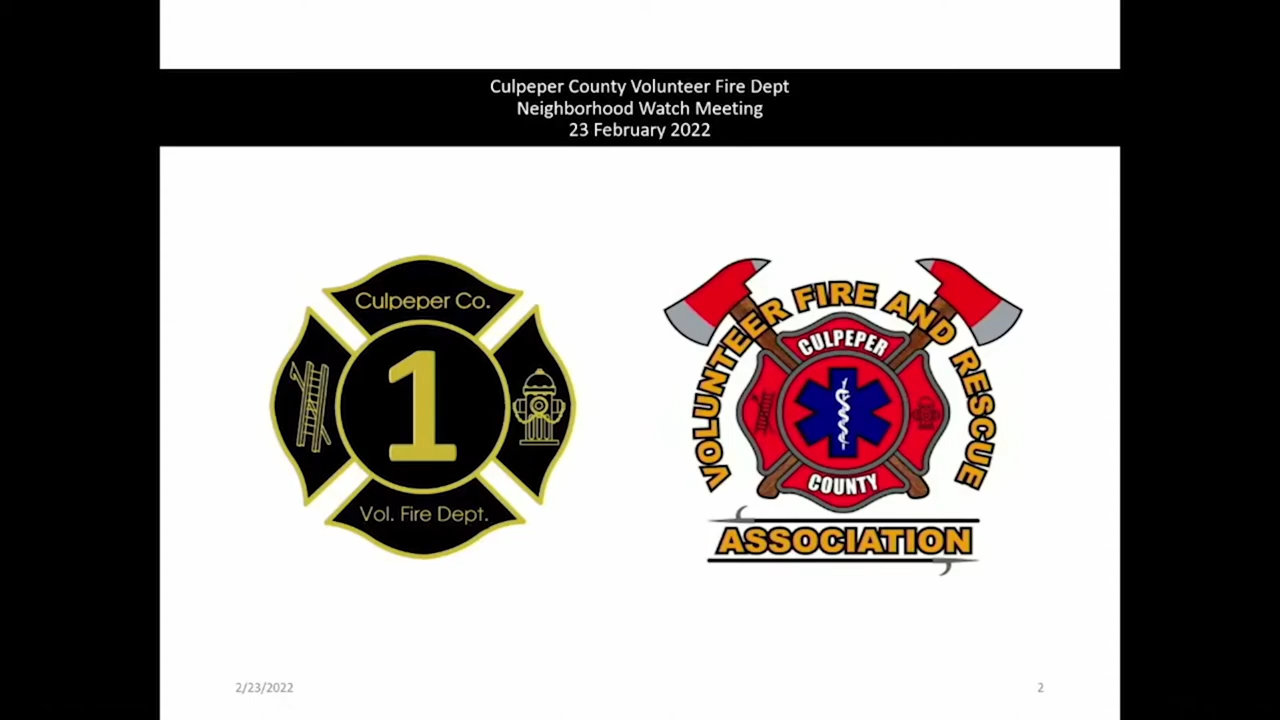 Culpeper County Volunteer Fire Dept
Neighborhood Watch Meeting
23 February 2022
Culpeper Co.
1
Vol. Fire Dept.
VOLUNTEER FIRE AND RESCUE
CULPEPER
COUNTY
ASSOCIATION
2/23/2022
2